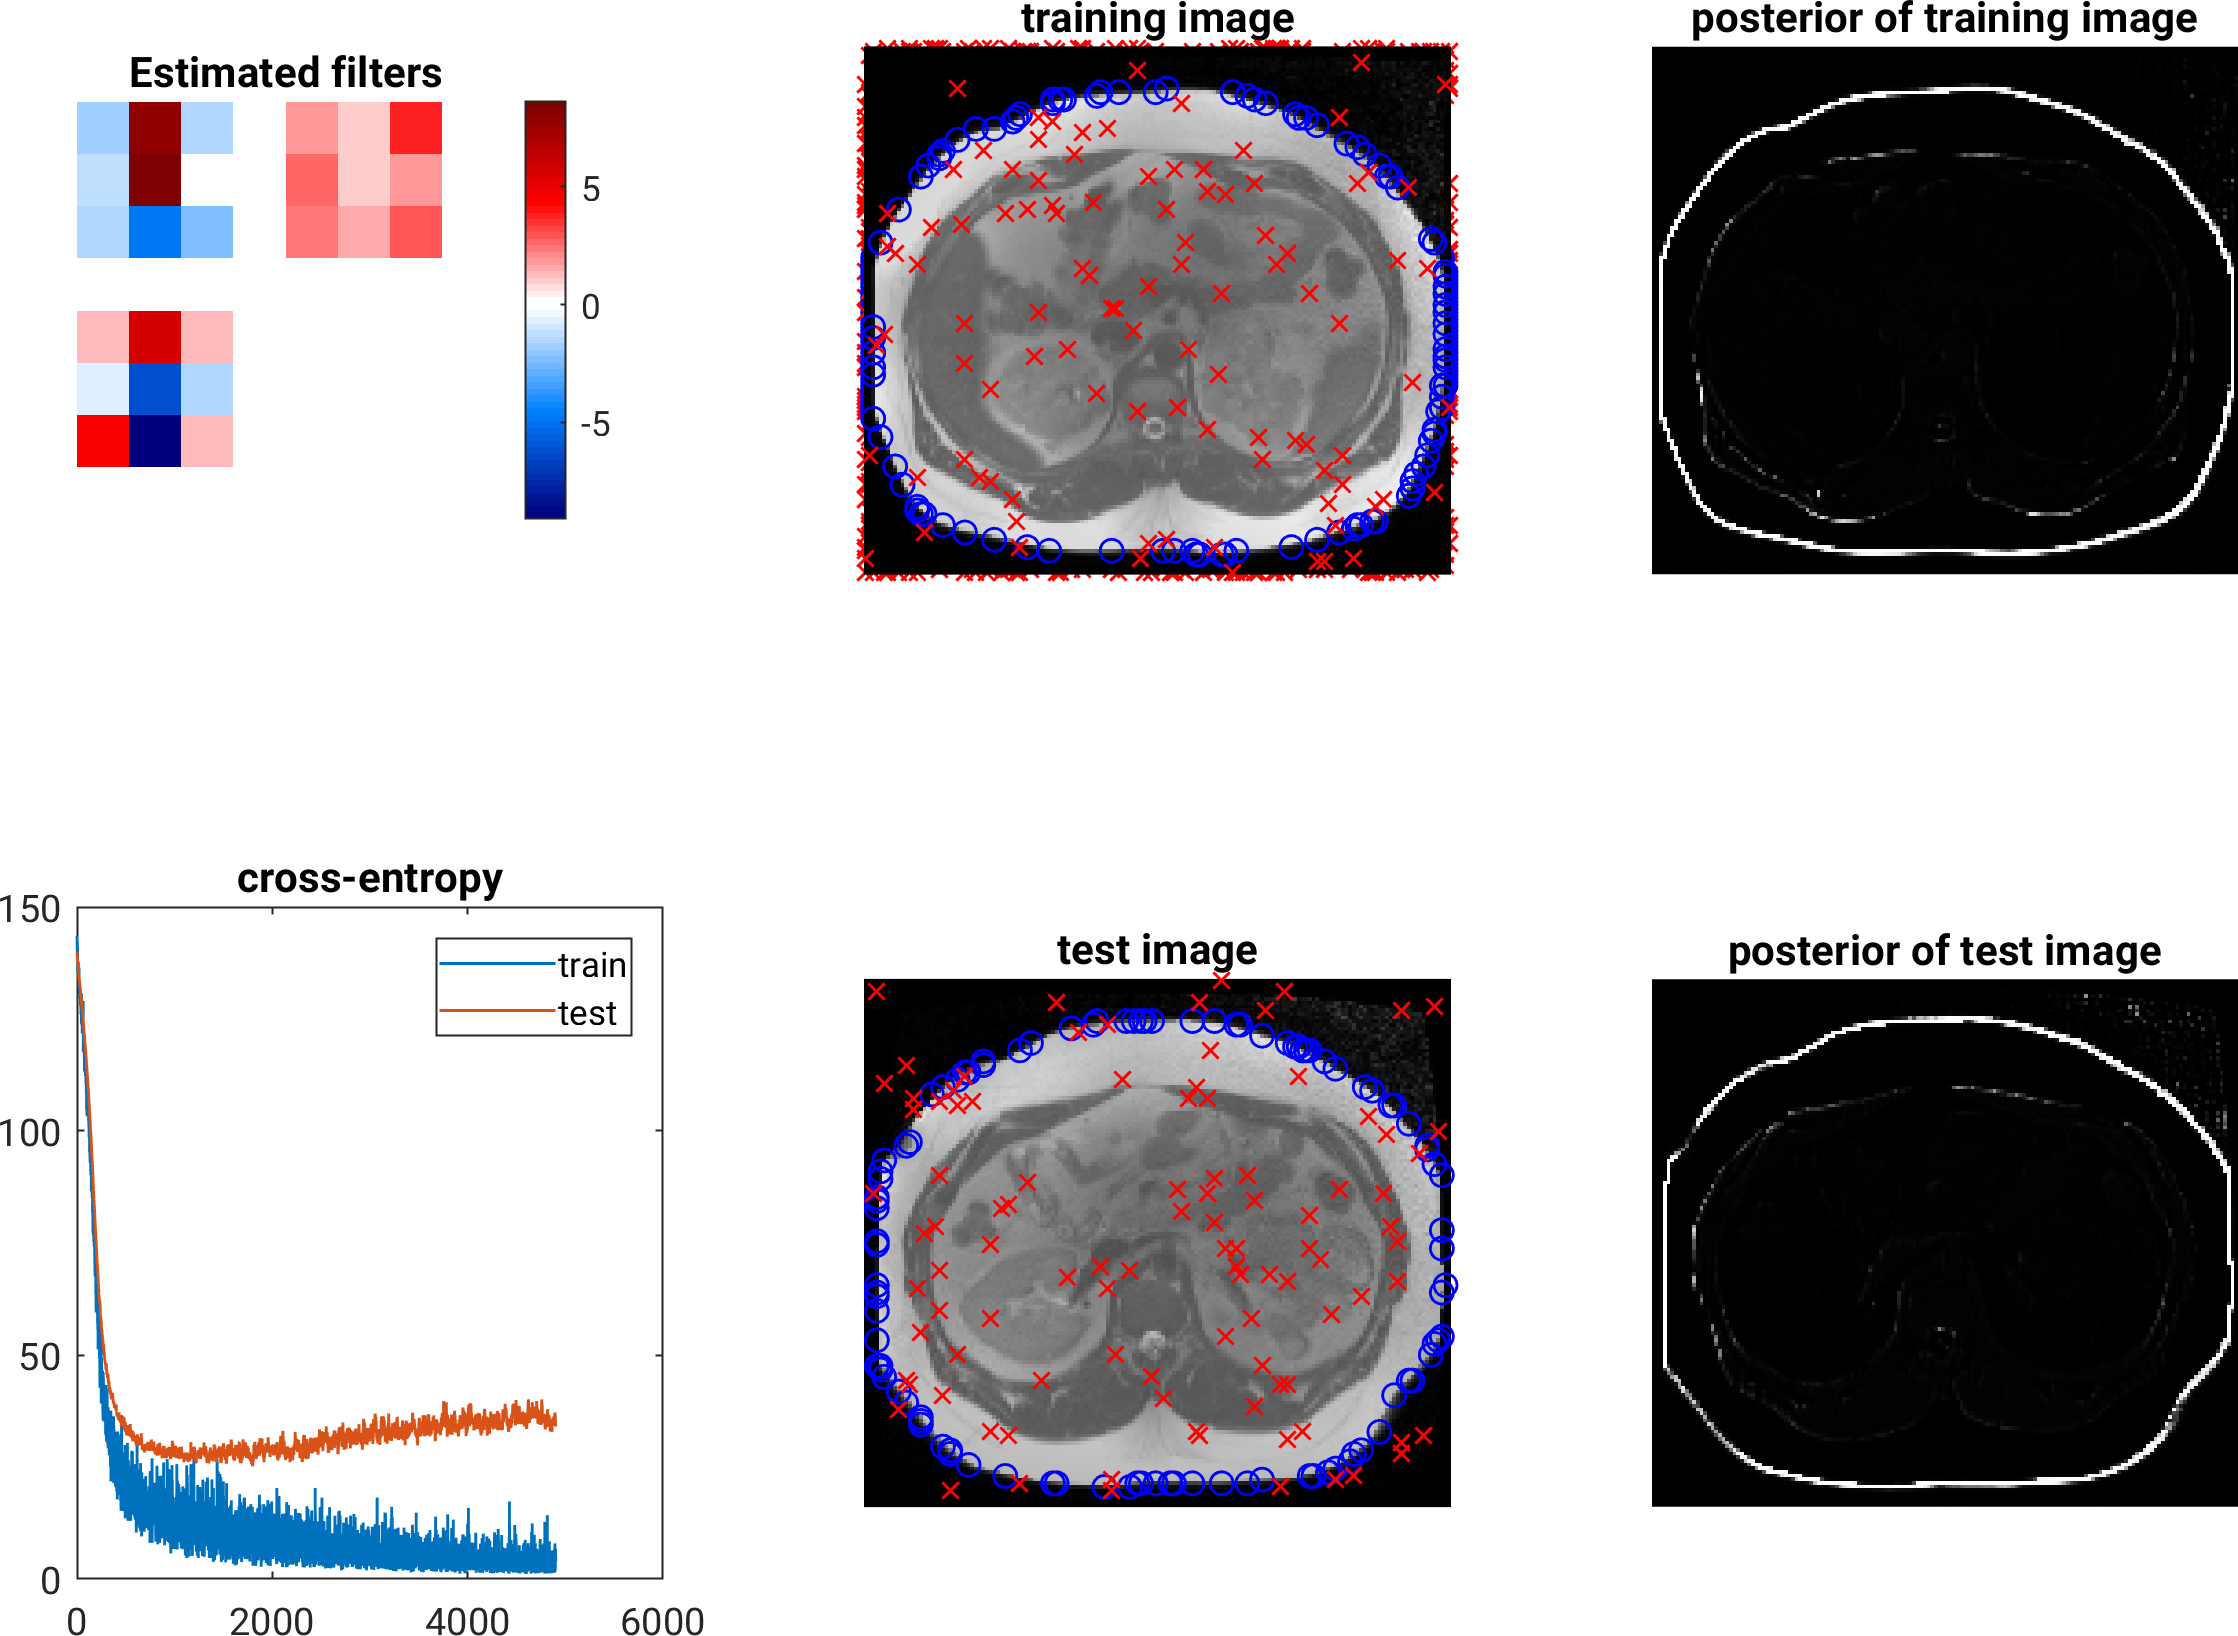 Estimated filters
5
0
-5
training image
posterior of training image
cross-entropy
150
100
50
0
0
2000
4000
6000
train
test
test image
posterior of test image